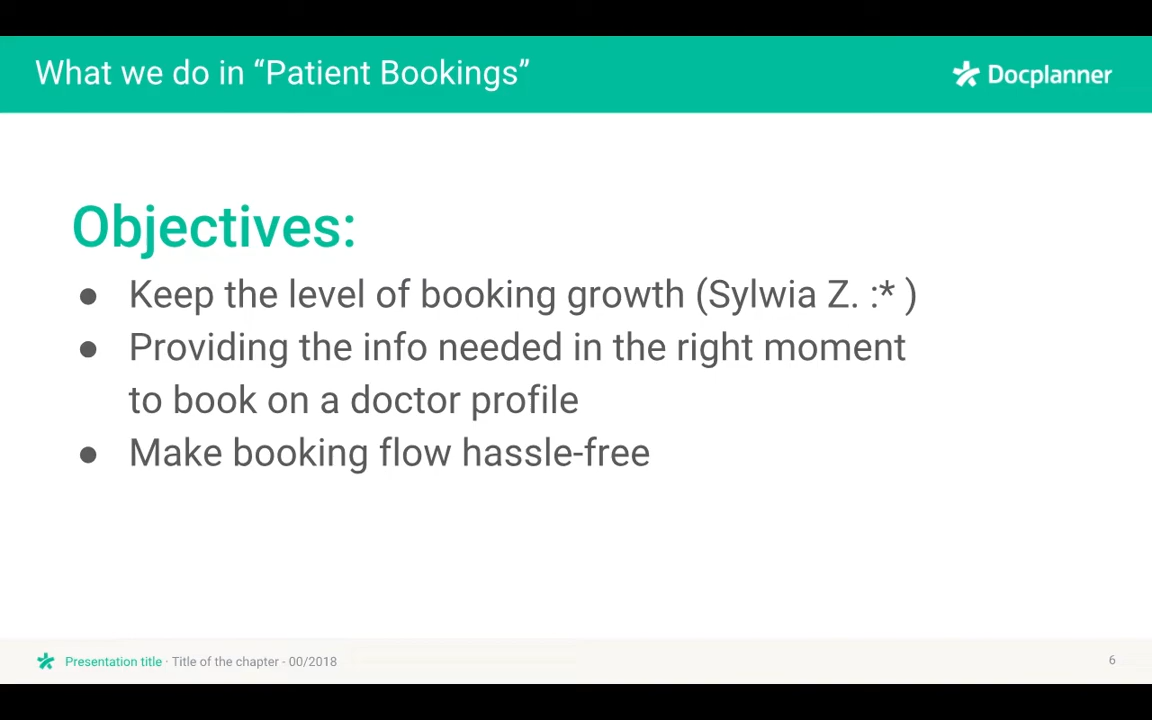 What we do in “Patient Bookings”
Docplanner
Objectives:
● Keep the level of booking growth (Sylwia Z. :* )
● Providing the info needed in the right moment
to book on a doctor profile
● Make booking flow hassle-free
Presentation title · Title of the chapter - 00/2018
6